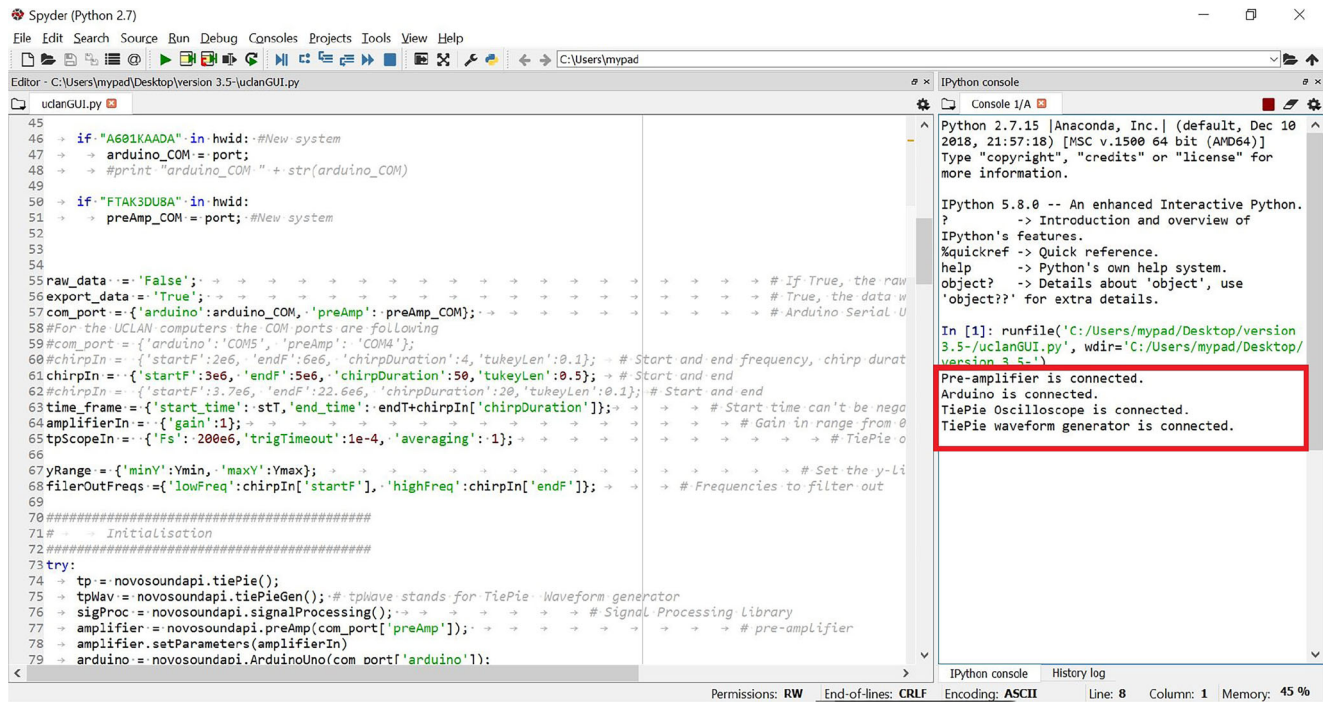 Spyder (Python 2.7)
File Edit Search Source Run Debug Consoles Projects Tools View Help
C:\Users\mypad
Editor - C:\Users\mypad\Desktop\version 3.5-\uclanGUI.py
uclanGUI.py
45
46 if "A601KAADA" in hwid: #New system
47 arduino_COM = port;
48 #print "arduino_COM " + str(arduino_COM)
49
50 if "FTAK3DU8A" in hwid:
51 preAmp_COM = port; #New system
52
53
54
55 raw_data = 'False'; # If True, the raw
56 export_data = 'True'; # True, the data w
57 com_port = {'arduino':arduino_COM, 'preAmp': preAmp_COM}; # Arduino Serial U
58 #For the UCLAN computers the COM ports are following
59 #com_port = {'arduino':'COM5', 'preAmp': 'COM4'};
60 #chirpIn = {'startF':2e6, 'endF':6e6, 'chirpDuration':4,'tukeyLen':0.1}; # Start and end frequency, chirp durat
61 chirpIn = {'startF':3e6, 'endF':5e6, 'chirpDuration':50,'tukeyLen':0.5}; # Start and end
62 #chirpIn = {'startF':3.7e6, 'endF':22.6e6, 'chirpDuration':20,'tukeyLen':0.1}; # Start and end
63 time_frame = {'start_time': stT,'end_time': endT+chirpIn['chirpDuration']}; # Start time can't be nega
64 amplifierIn = {'gain':1}; # Gain in range from 0
65 tpScopeIn = {'Fs': 200e6,'trigTimeout':1e-4, 'averaging': 1}; # TiePie o
66
67 yRange = {'minY':Ymin, 'maxY':Ymax}; # Set the y-li
68 filerOutFreqs ={'lowFreq':chirpIn['startF'], 'highFreq':chirpIn['endF']}; # Frequencies to filter out
69
70 ###########################################
71 # Initialisation
72 ###########################################
73 try:
74 tp = novosoundapi.tiePie();
75 tpWav = novosoundapi.tiePieGen(); # tpWave stands for TiePie Waveform generator
76 sigProc = novosoundapi.signalProcessing(); # Signal Processing library
77 amplifier = novosoundapi.preAmp(com_port['preAmp']); # pre-amplifier
78 amplifier.setParameters(amplifierIn)
79 arduino = novosoundapi.ArduinoUno(com_port['arduino']);
IPython console
Console 1/A
Python 2.7.15 |Anaconda, Inc.| (default, Dec 10
2018, 21:57:18) [MSC v.1500 64 bit (AMD64)]
Type "copyright", "credits" or "license" for
more information.
IPython 5.8.0 -- An enhanced Interactive Python.
? -> Introduction and overview of
IPython's features.
%quickref -> Quick reference.
help -> Python's own help system.
object? -> Details about 'object', use
'object??' for extra details.
In [1]: runfile('C:/Users/mypad/Desktop/version
3.5-/uclanGUI.py', wdir='C:/Users/mypad/Desktop/
version 3.5-')
Pre-amplifier is connected.
Arduino is connected.
TiePie Oscilloscope is connected.
TiePie waveform generator is connected.
IPython console History log
Permissions: RW End-of-lines: CRLF Encoding: ASCII Line: 8 Column: 1 Memory: 45 %